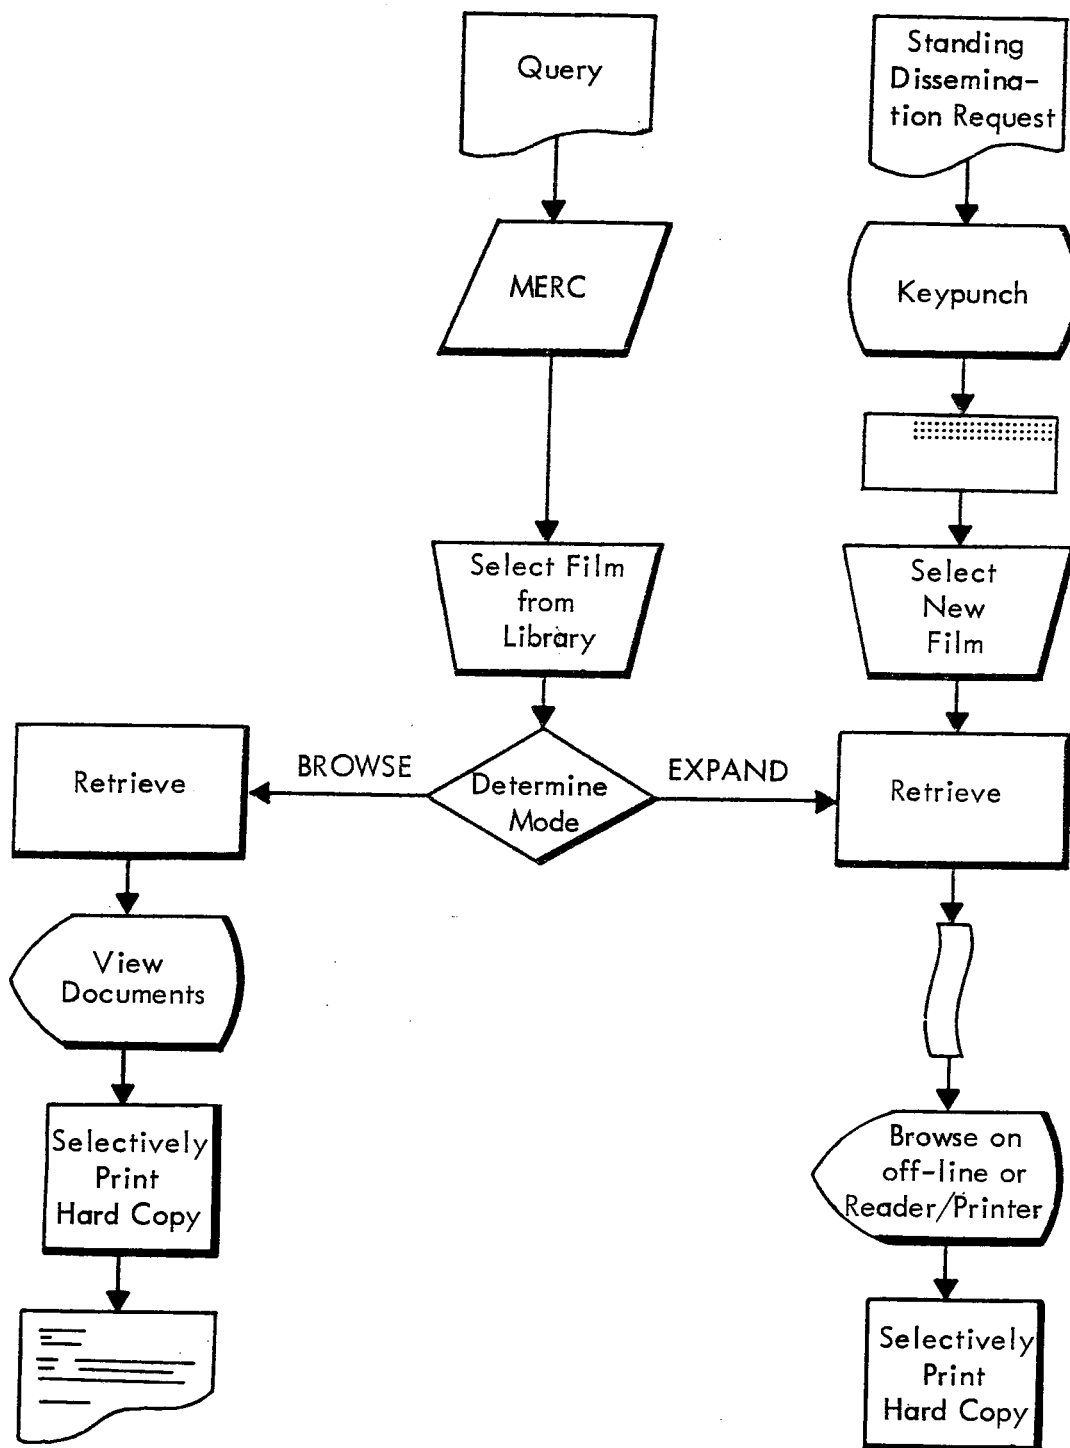 Query
MERC
Select Film
from
Library
Determine
Mode
BROWSE
EXPAND
Retrieve
View
Documents
Selectively
Print
Hard Copy
Standing
Dissemina-
tion Request
Keypunch
Select
New
Film
Retrieve
Browse on
off-line or
Reader/Printer
Selectively
Print
Hard Copy